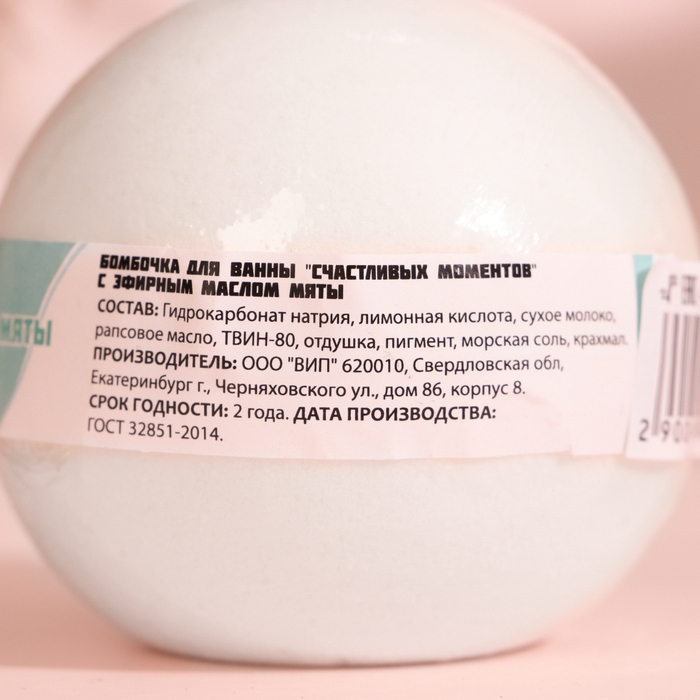 БОМБОЧКА ДЛЯ ВАННЫ "СЧАСТЛИВЫХ МОМЕНТОВ"
С ЭФИРНЫМ МАСЛОМ МЯТЫ
СОСТАВ: Гидрокарбонат натрия, лимонная кислота, сухое молоко,
рапсовое масло, ТВИН-80, отдушка, пигмент, морская соль, крахмал.
ПРОИЗВОДИТЕЛЬ: ООО "ВИП" 620010, Свердловская обл,
Екатеринбург г., Черняховского ул., дом 86, корпус 8.
СРОК ГОДНОСТИ: 2 года. ДАТА ПРОИЗВОДСТВА:
ГОСТ 32851-2014.
МЯТЫ